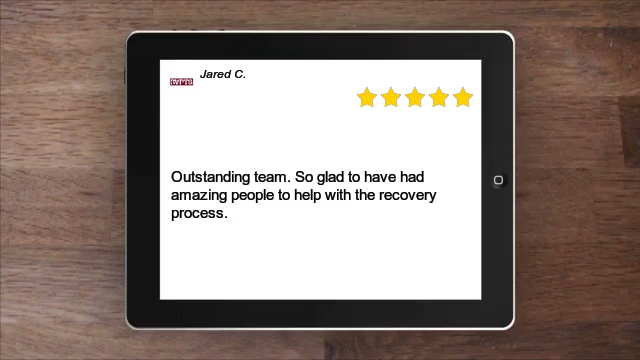 Jared C.
Outstanding team. So glad to have had
amazing people to help with the recovery
process.